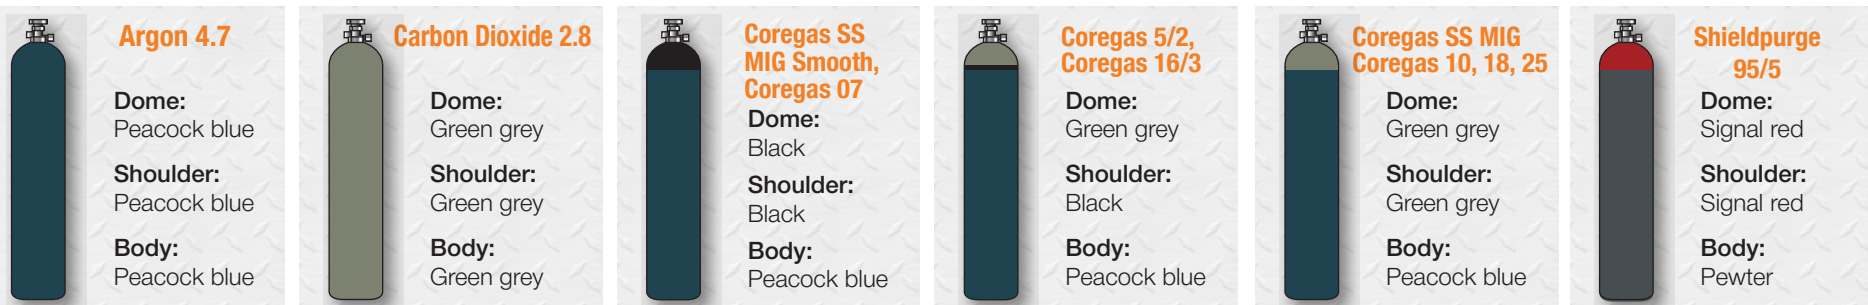 Argon 4.7
Dome:
Peacock blue
Shoulder:
Peacock blue
Body:
Peacock blue
Carbon Dioxide 2.8
Dome:
Green grey
Shoulder:
Green grey
Body:
Green grey
Coregas SS
MIG Smooth,
Coregas 07
Dome:
Black
Shoulder:
Black
Body:
Peacock blue
Coregas 5/2,
Coregas 16/3
Dome:
Green grey
Shoulder:
Black
Body:
Peacock blue
Coregas SS MIG
Coregas 10, 18, 25
Dome:
Green grey
Shoulder:
Green grey
Body:
Peacock blue
Shieldpurge
95/5
Dome:
Signal red
Shoulder:
Signal red
Body:
Pewter